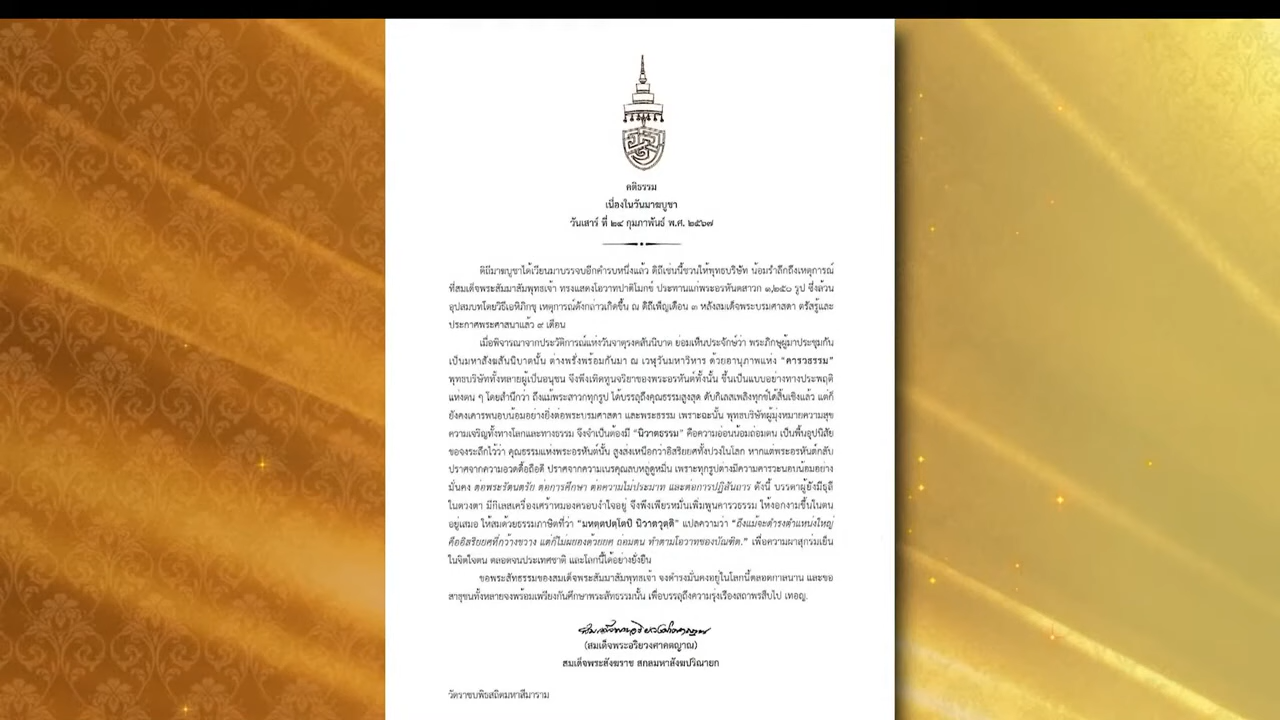 คติธรรม
เนื่องในวันมาฆบูชา
วันเสาร์ ที่ ๒๔ กุมภาพันธ์ พ.ศ. ๒๕๖๗
ดิถีมาฆบูชาได้เวียนมาบรรจบอีกคำรบหนึ่งแล้ว ดิถีเช่นนี้ชวนให้พุทธบริษัท น้อมรำลึกถึงเหตุการณ์
ที่สมเด็จพระสัมมาสัมพุทธเจ้า ทรงแสดงโอวาทปาติโมกข์ ประทานแก่พระอรหันตสาวก ๑,๒๕๐ รูป ซึ่งล้วน
อุปสมบทโดยวิธีเอหิภิกขุ เหตุการณ์ดังกล่าวเกิดขึ้น ณ ดิถีเพ็ญเดือน ๓ หลังสมเด็จพระบรมศาสดา ตรัสรู้และ
ประกาศพระศาสนาแล้ว ๙ เดือน
เมื่อพิจารณาจากประวัติการณ์แห่งวันจาตุรงคสันนิบาต ย่อมเห็นประจักษ์ว่า พระภิกษุผู้มาประชุมกัน
เป็นมหาสังฆสันนิบาตนั้น ต่างพรั่งพร้อมกันมา ณ เวฬุวันมหาวิหาร ด้วยอานุภาพแห่ง “คารวธรรม”
พุทธบริษัททั้งหลายผู้เป็นอนุชน จึงพึงเทิดทูนจริยาของพระอรหันต์ทั้งนั้น ขึ้นเป็นแบบอย่างทางประพฤติ
แห่งตน ๆ โดยสำนึกว่า ถึงแม้พระสาวกทุกรูป ได้บรรลุถึงคุณธรรมสูงสุด ดับกิเลสเพลิงทุกข์ได้สิ้นเชิงแล้ว แต่ก็
ยังคงเคารพนอบน้อมอย่างยิ่งต่อพระบรมศาสดา และพระธรรม เพราะฉะนั้น พุทธบริษัทผู้มุ่งหมายความสุข
ความเจริญทั้งทางโลกและทางธรรม จึงจำเป็นต้องมี “นิวาตธรรม” คือความอ่อนน้อมถ่อมตน เป็นพื้นอุปนิสัย
ขอจงระลึกไว้ว่า คุณธรรมแห่งพระอรหันต์นั้น สูงส่งเหนือกว่าอิสริยยศทั้งปวงในโลก หากแต่พระอรหันต์กลับ
ปราศจากความอวดดื้อถือดี ปราศจากความเนรคุณลบหลู่ดูหมิ่น เพราะทุกรูปต่างมีความคารวะนอบน้อมอย่าง
มั่นคง ต่อพระรัตนตรัย ต่อการศึกษา ต่อความไม่ประมาท และต่อการปฏิสันถาร ดังนี้ บรรดาผู้ยังมีธุลี
ในดวงตา มีกิเลสเครื่องเศร้าหมองครอบงำใจอยู่ จึงพึงเพียรหมั่นเพิ่มพูนคารวธรรม ให้งอกงามขึ้นในตน
อยู่เสมอ ให้สมด้วยธรรมภาษิตที่ว่า “มหตฺตปตฺโตปิ นิวาตวุตฺติ” แปลความว่า “ถึงแม้จะดำรงตำแหน่งใหญ่
คืออิสริยยศที่กว้างขวาง แต่ก็ไม่ผยองด้วยยศ ถ่อมตน ทำตามโอวาทของบัณฑิต.” เพื่อความผาสุกร่มเย็น
ในจิตใจตน ตลอดจนประเทศชาติ และโลกนี้ได้อย่างยั่งยืน
ขอพระสัทธรรมของสมเด็จพระสัมมาสัมพุทธเจ้า จงดำรงมั่นคงอยู่ในโลกนี้ตลอดกาลนาน และขอ
สาธุชนทั้งหลายจงพร้อมเพรียงกันศึกษาพระสัทธรรมนั้น เพื่อบรรลุถึงความรุ่งเรืองสถาพรสืบไป เทอญ.
(สมเด็จพระอริยวงศาคตญาณ)
สมเด็จพระสังฆราช สกลมหาสังฆปริณายก
วัดราชบพิธสถิตมหาสีมาราม